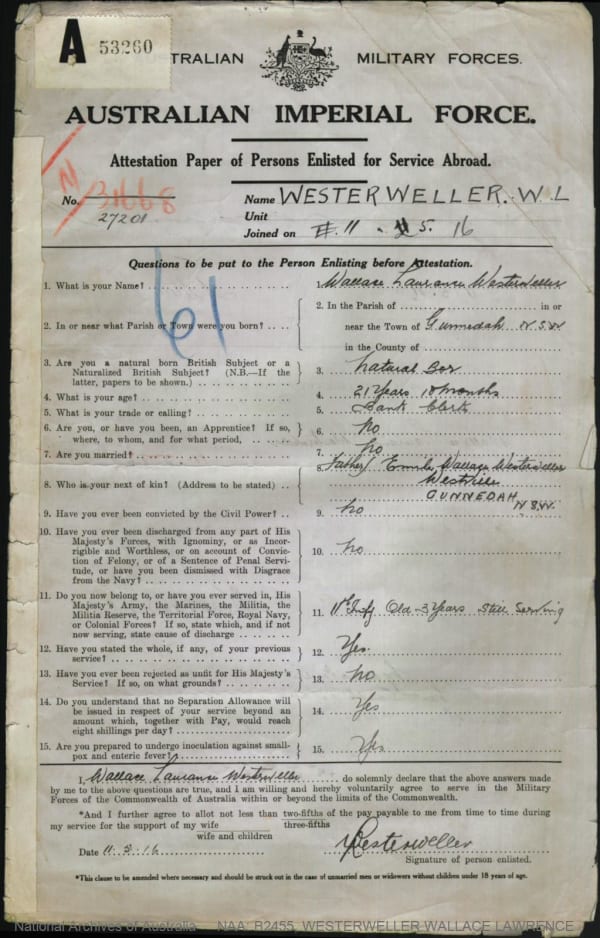 A 53260
TRALIAN MILITARY FORCES.
AUSTRALIAN IMPERIAL FORCE.
Attestation Paper of Persons Enlisted for Service Abroad.
No.
27201
Name WESTERWELLER. W L
Unit
Joined on 11 . 5. 16
Questions to be put to the Person Enlisting before Attestation.
61
1. What is your Name? 1. Wallace Laurance Westerweller
2. In or near what Parish or Town were you born? 2. In the Parish of in or
near the Town of Gunnedah N.S.W
in the County of
3. Are you a natural born British Subject or a
Naturalized British Subject? (N.B.—If the
latter, papers to be shown.) 3. Natural Bor
4. What is your age? 4. 21 Years 10 months
5. What is your trade or calling? 5. Bank Clerk
6. Are you, or have you been, an Apprentice? If so,
where, to whom, and for what period, 6. No
7. Are you married? 7. No
8. Who is your next of kin? (Address to be stated) 8. Father Emile Wallace Westerweller
GUNNEDAH
N S.W.
9. Have you ever been convicted by the Civil Power? 9. No
10. Have you ever been discharged from any part of His
Majesty's Forces, with Ignominy, or as Incor-
rigible and Worthless, or on account of Convic-
tion of Felony, or of a Sentence of Penal Servi-
tude, or have you been dismissed with Disgrace
from the Navy? 10. No
11. Do you now belong to, or have you ever served in, His
Majesty's Army, the Marines, the Militia, the
Militia Reserve, the Territorial Force, Royal Navy,
or Colonial Forces? If so, state which, and if not
now serving, state cause of discharge 11. Inf Old 3 Years Still Serving
12. Have you stated the whole, if any, of your previous
service? 12. Yes
13. Have you ever been rejected as unfit for His Majesty's
Service? If so, on what grounds? 13. No
14. Do you understand that no Separation Allowance will
be issued in respect of your service beyond an
amount which, together with Pay, would reach
eight shillings per day? 14. Yes
15. Are you prepared to undergo inoculation against small-
pox and enteric fever? 15. Yes
I, Wallace Laurance Westerweller do solemnly declare that the above answers made
by me to the above questions are true, and I am willing and hereby voluntarily agree to serve in the Military
Forces of the Commonwealth of Australia within or beyond the limits of the Commonwealth.
*And I further agree to allot not less than two-fifths of the pay payable to me from time to time during
three-fifths
my service for the support of my wife
wife and children
Date 11.3.16 Westerweller
Signature of person enlisted.
*This clause to be amended where necessary and should be struck out in the case of unmarried men or widowers without children under 18 years of age.
National Archives of Australia NAA: B2455, WESTERWELLER WALLACE LAWRENCE